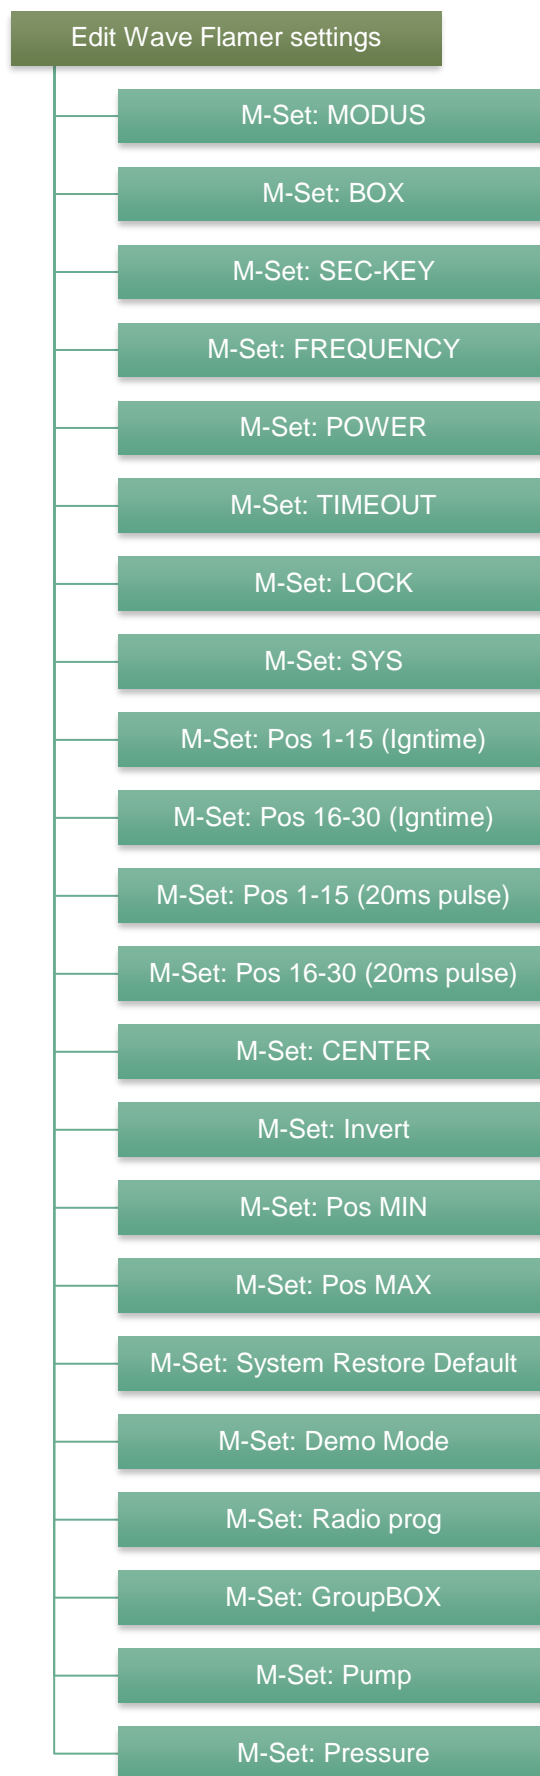 Edit Wave Flamer settings
M-Set: MODUS
M-Set: BOX
M-Set: SEC-KEY
M-Set: FREQUENCY
M-Set: POWER
M-Set: TIMEOUT
M-Set: LOCK
M-Set: SYS
M-Set: Pos 1-15 (Igntime)
M-Set: Pos 16-30 (Igntime)
M-Set: Pos 1-15 (20ms pulse)
M-Set: Pos 16-30 (20ms pulse)
M-Set: CENTER
M-Set: Invert
M-Set: Pos MIN
M-Set: Pos MAX
M-Set: System Restore Default
M-Set: Demo Mode
M-Set: Radio prog
M-Set: GroupBOX
M-Set: Pump
M-Set: Pressure